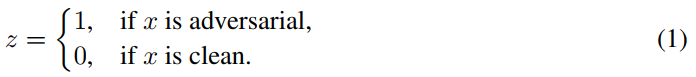 z = { 1, if x is adversarial,
0, if x is clean. (1)